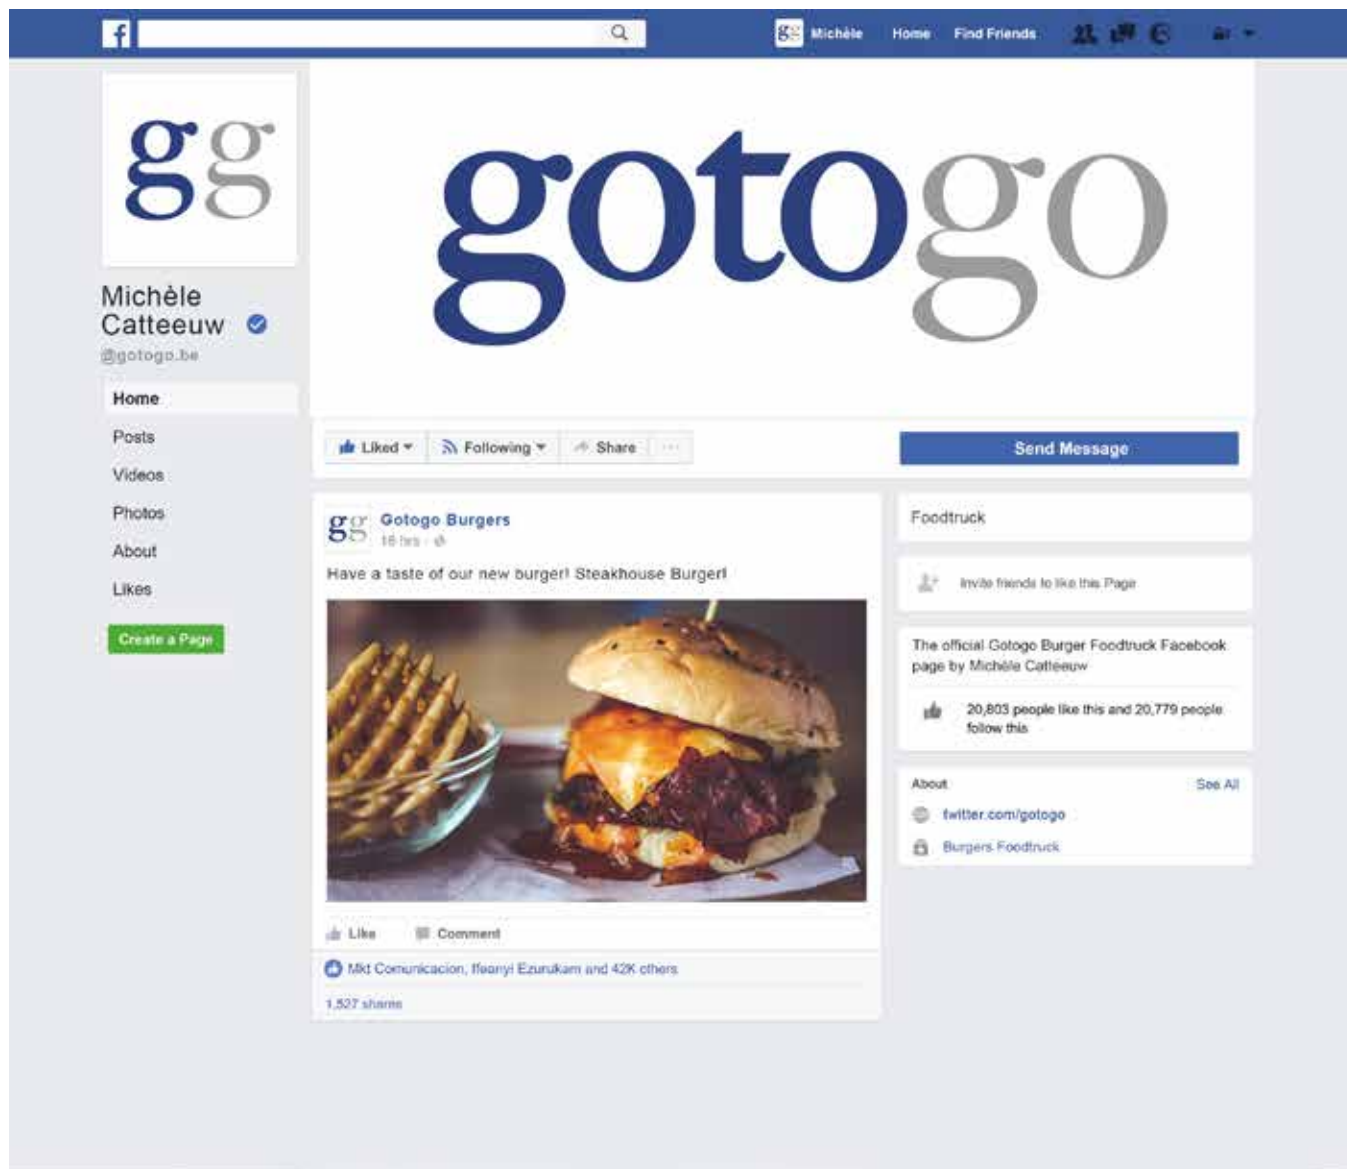 f
gg Michèle Home Find Friends
gg
gotogo
Michèle
Catteeuw
@gotogo.be
Home
Posts
Videos
Photos
About
Likes
Create a Page
Liked Following Share ...
Send Message
gg Gotogo Burgers
16 hrs
Have a taste of our new burger! Steakhouse Burger!
Like Comment
Mkt Comunicacion, Ifeanyi Ezurukam and 42K others
1,527 shares
Foodtruck
Invite friends to like this Page
The official Gotogo Burger Foodtruck Facebook
page by Michèle Catteeuw
20,803 people like this and 20,779 people
follow this
About See All
twitter.com/gotogo
Burgers Foodtruck